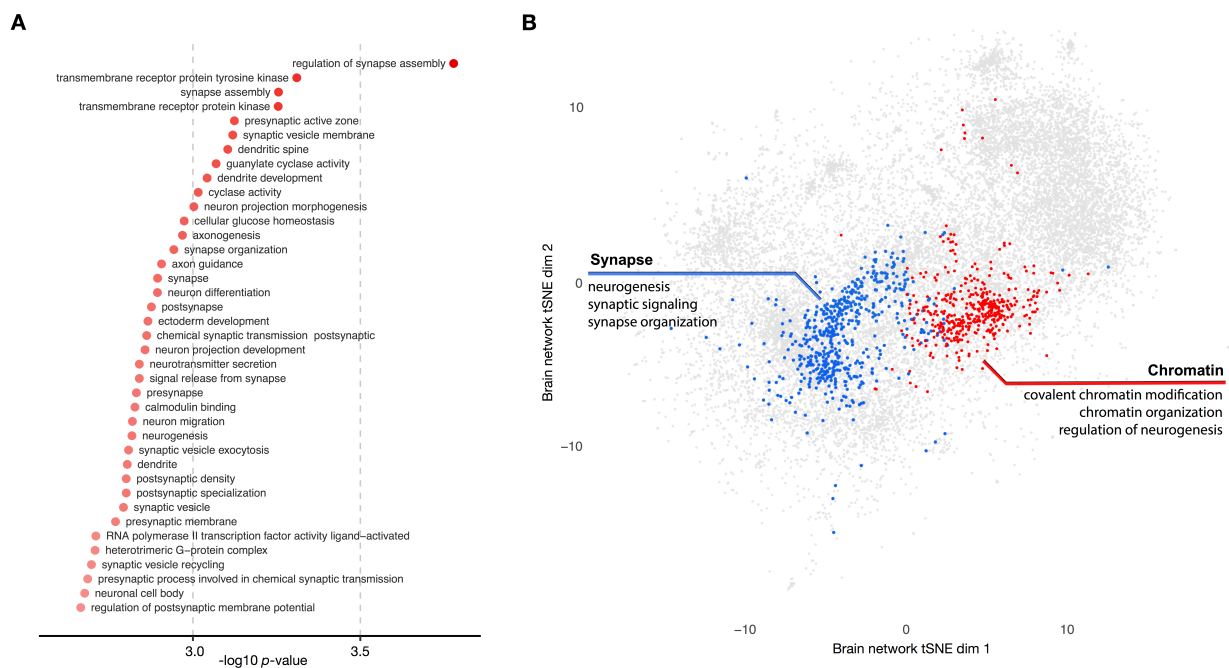 A
regulation of synapse assembly
transmembrane receptor protein tyrosine kinase
synapse assembly
transmembrane receptor protein kinase
presynaptic active zone
synaptic vesicle membrane
dendritic spine
guanylate cyclase activity
dendrite development
cyclase activity
neuron projection morphogenesis
cellular glucose homeostasis
axonogenesis
synapse organization
axon guidance
synapse
neuron differentiation
postsynapse
ectoderm development
chemical synaptic transmission postsynaptic
neuron projection development
neurotransmitter secretion
signal release from synapse
presynapse
calmodulin binding
neuron migration
neurogenesis
synaptic vesicle exocytosis
dendrite
postsynaptic density
postsynaptic specialization
synaptic vesicle
presynaptic membrane
RNA polymerase II transcription factor activity ligand−activated
heterotrimeric G−protein complex
synaptic vesicle recycling
presynaptic process involved in chemical synaptic transmission
neuronal cell body
regulation of postsynaptic membrane potential
3.0 3.5
-log10 p-value
B
10
0
−10
Brain network tSNE dim 2
Synapse
neurogenesis
synaptic signaling
synapse organization
Chromatin
covalent chromatin modification
chromatin organization
regulation of neurogenesis
−10 0 10
Brain network tSNE dim 1